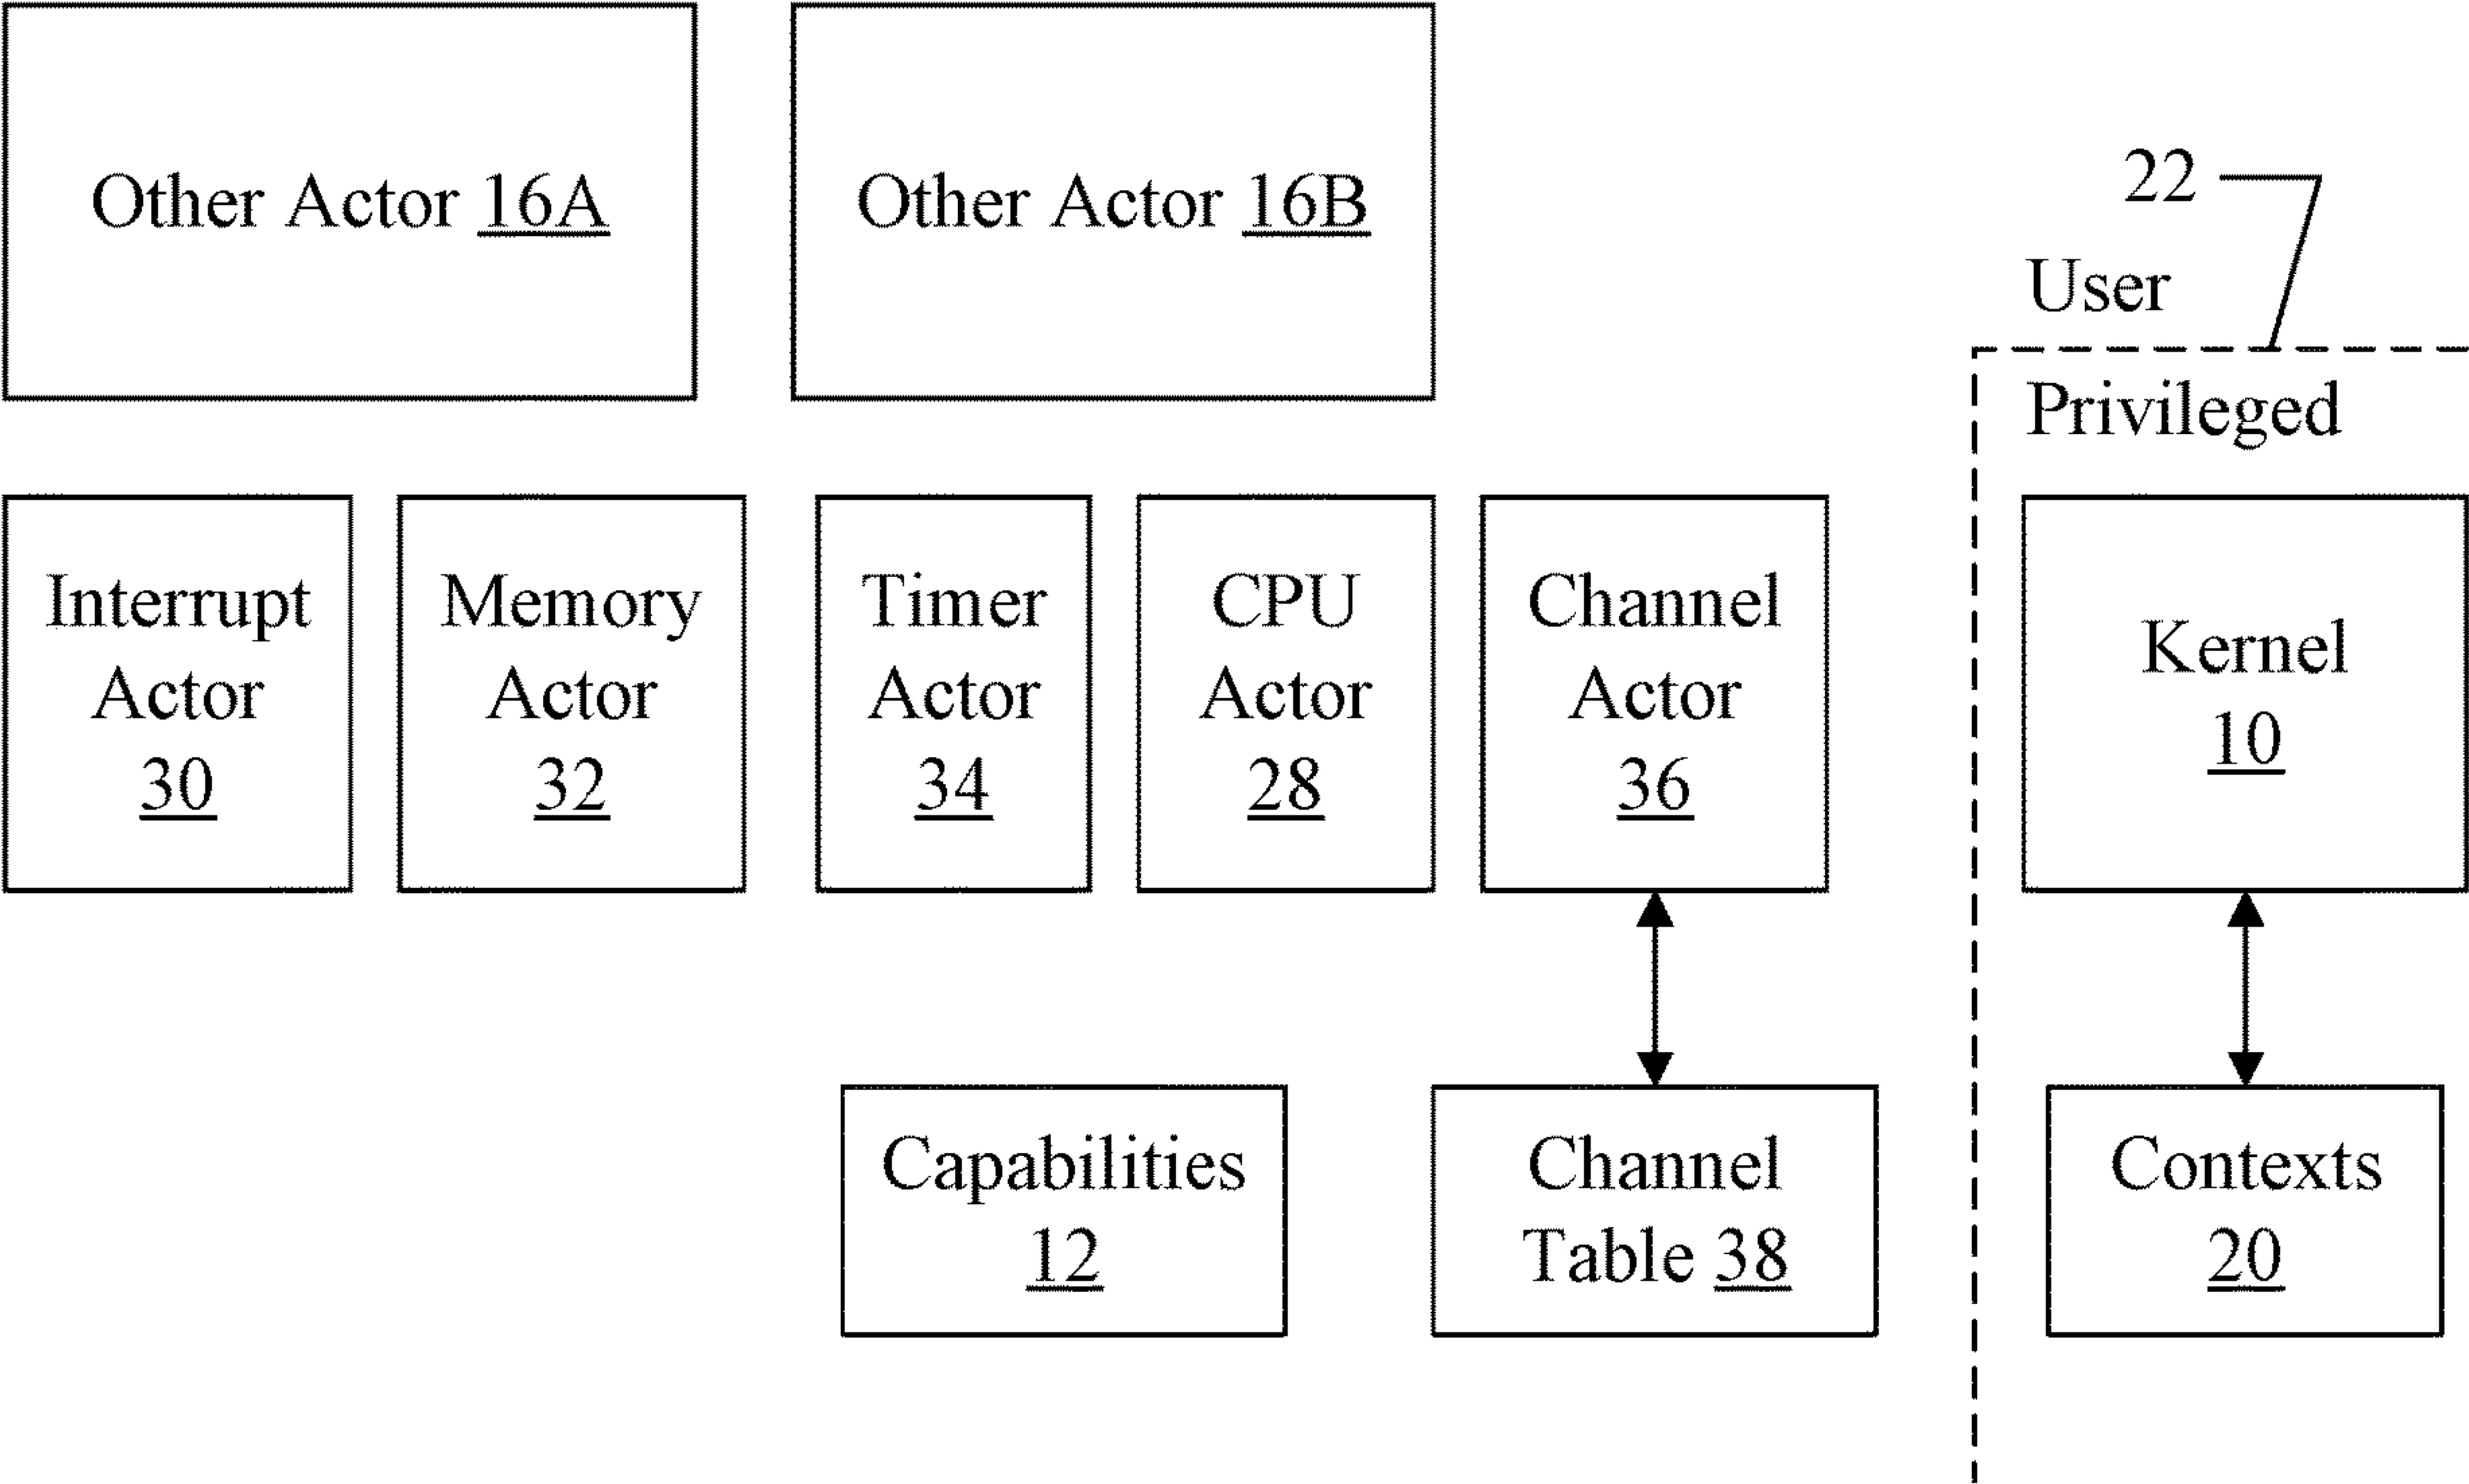 Other Actor 16A
Other Actor 16B
22
User
Privileged
Interrupt
Actor
30
Memory
Actor
32
Timer
Actor
34
CPU
Actor
28
Channel
Actor
36
Kernel
10
Capabilities
12
Channel
Table 38
Contexts
20